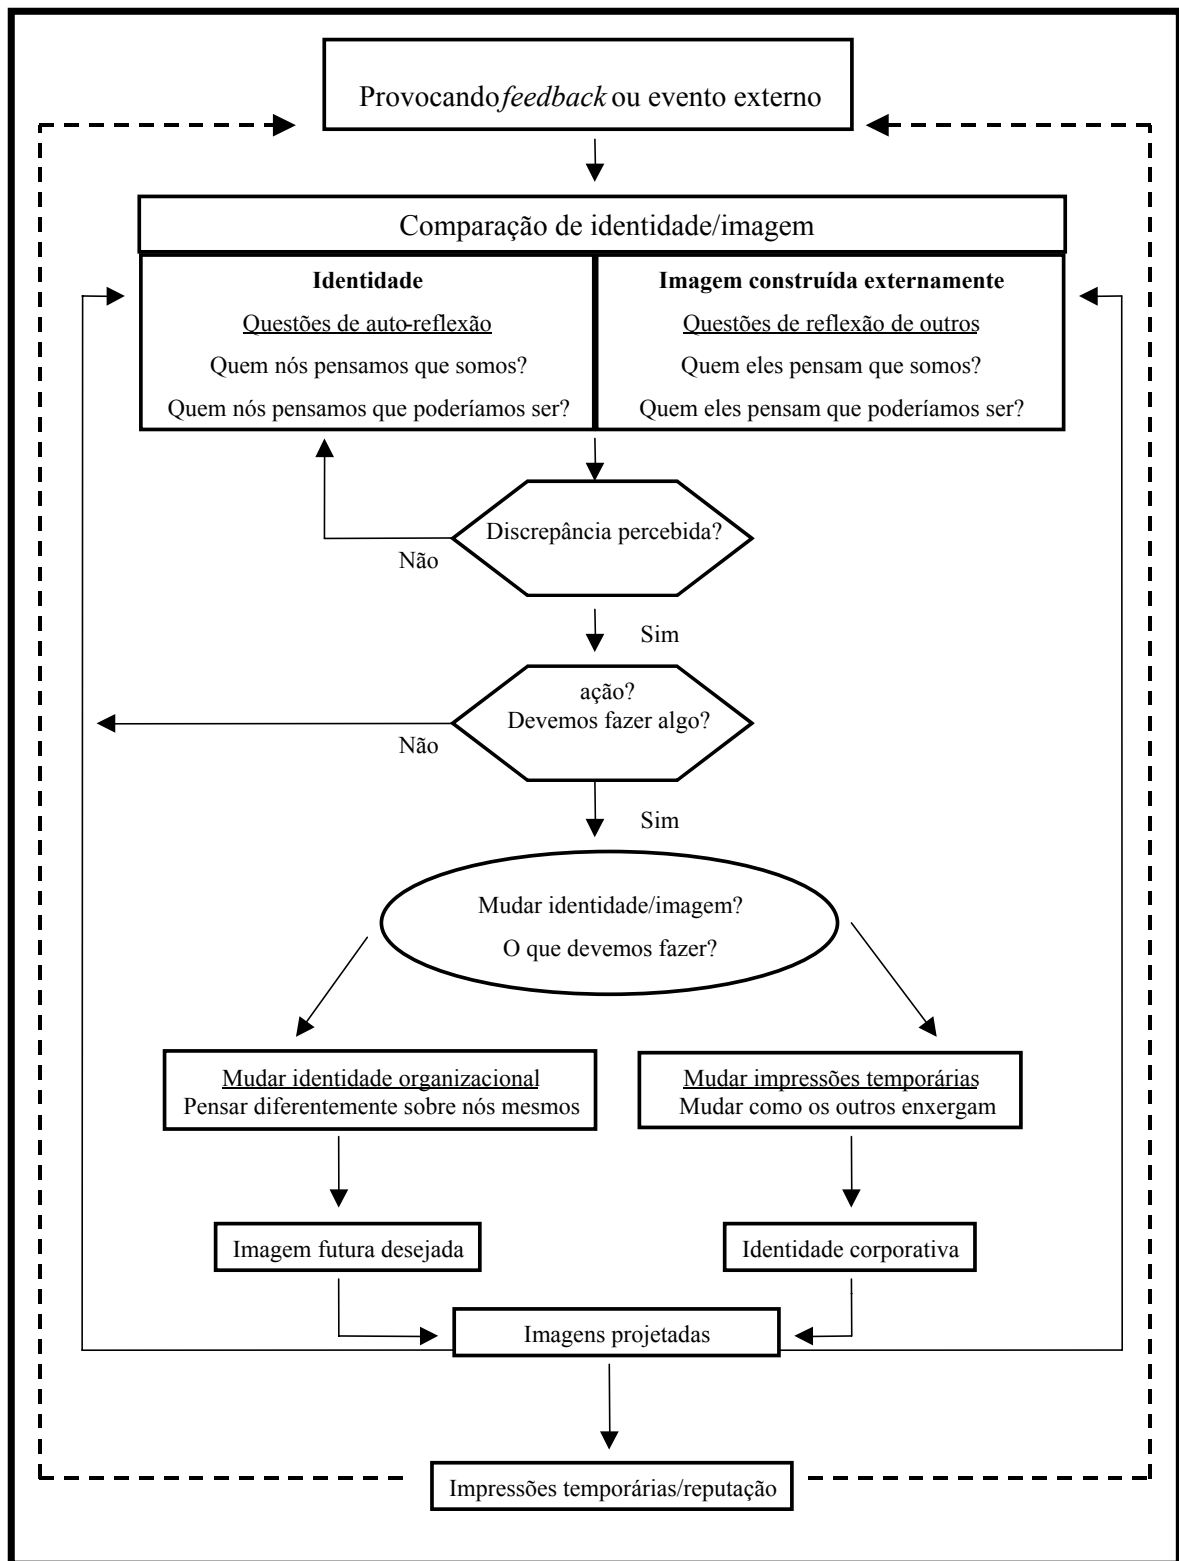 Provocando feedback ou evento externo
Comparação de identidade/imagem
Identidade
Questões de auto-reflexão
Quem nós pensamos que somos?
Quem nós pensamos que poderíamos ser?
Imagem construída externamente
Questões de reflexão de outros
Quem eles pensam que somos?
Quem eles pensam que poderíamos ser?
Discrepância percebida?
Não
Sim
ação?
Devemos fazer algo?
Não
Sim
Mudar identidade/imagem?
O que devemos fazer?
Mudar identidade organizacional
Pensar diferentemente sobre nós mesmos
Mudar impressões temporárias
Mudar como os outros enxergam
Imagem futura desejada
Identidade corporativa
Imagens projetadas
Impressões temporárias/reputação